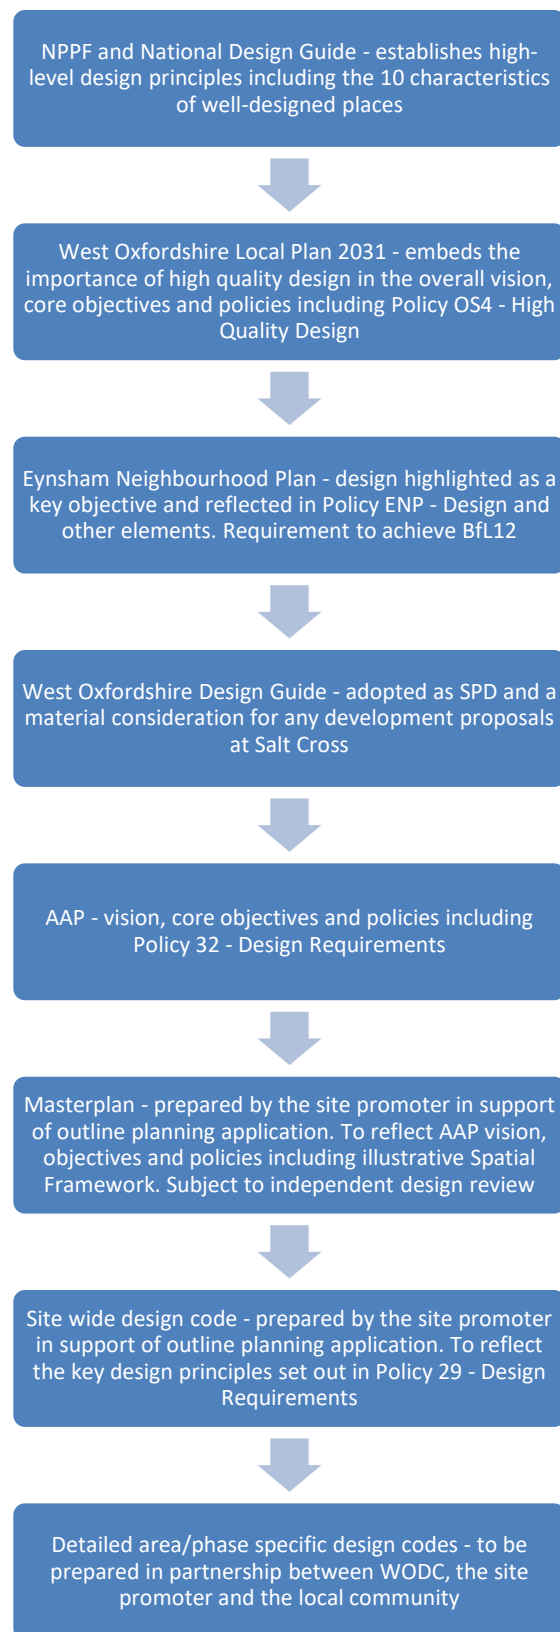 NPPF and National Design Guide - establishes high-
level design principles including the 10 characteristics
of well-designed places
West Oxfordshire Local Plan 2031 - embeds the
importance of high quality design in the overall vision,
core objectives and policies including Policy OS4 - High
Quality Design
Eynsham Neighbourhood Plan - design highlighted as a
key objective and reflected in Policy ENP - Design and
other elements. Requirement to achieve BfL12
West Oxfordshire Design Guide - adopted as SPD and a
material consideration for any development proposals
at Salt Cross
AAP - vision, core objectives and policies including
Policy 32 - Design Requirements
Masterplan - prepared by the site promoter in support
of outline planning application. To reflect AAP vision,
objectives and policies including illustrative Spatial
Framework. Subject to independent design review
Site wide design code - prepared by the site promoter
in support of outline planning application. To reflect
the key design principles set out in Policy 29 - Design
Requirements
Detailed area/phase specific design codes - to be
prepared in partnership between WODC, the site
promoter and the local community